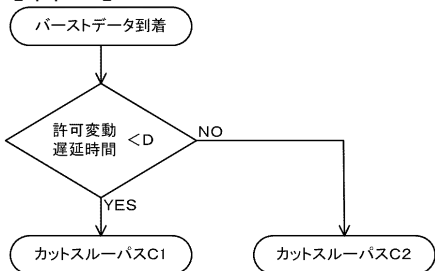 バーストデータ到着
許可変動
遅延時間 <D
NO
YES
カットスルーパスC1
カットスルーパスC2